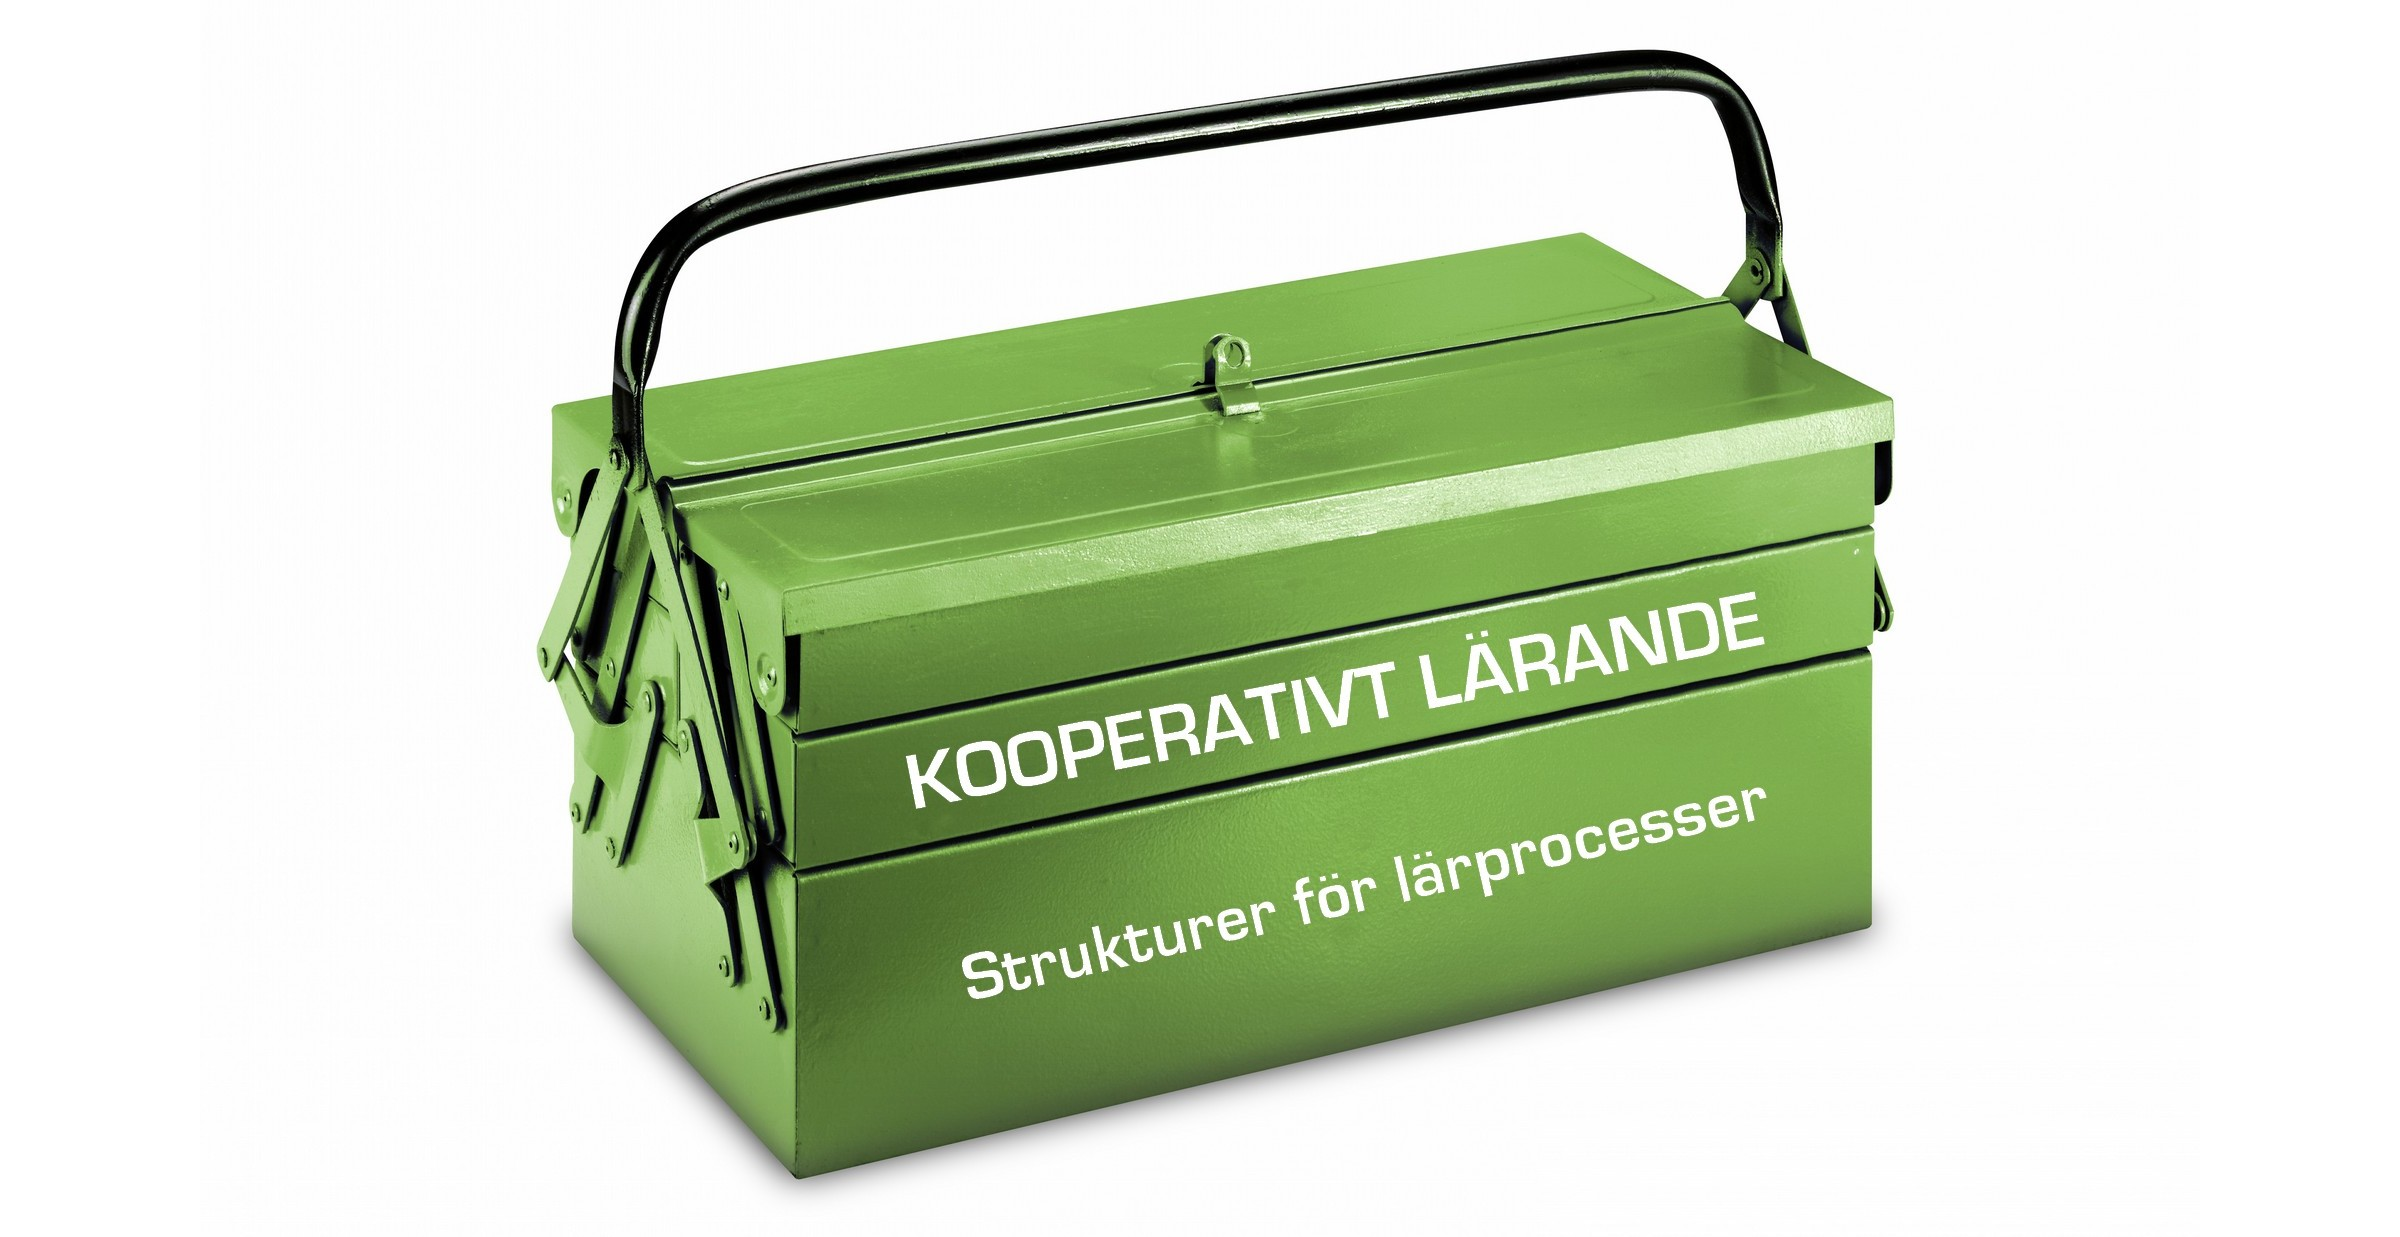 KOOPERATIVT LÄRANDE
Strukturer för lärprocesser